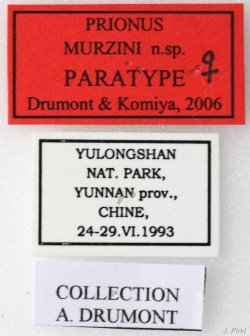 PRIONUS
MURZINI n.sp.
PARATYPE ♀
Drumont & Komiya, 2006
YULONGSHAN
NAT. PARK,
YUNNAN prov.,
CHINE,
24-29.VI.1993
COLLECTION
A. DRUMONT
J. Pirkl